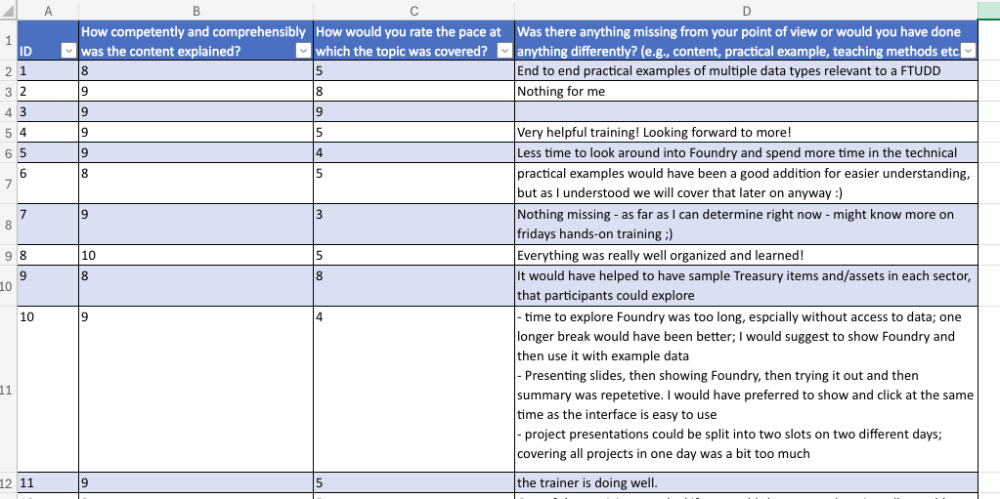 A B C D
1
ID
How competently and comprehensibly
was the content explained?
How would you rate the pace at
which the topic was covered?
Was there anything missing from your point of view or would you have done
anything differently? (e.g., content, practical example, teaching methods etc
2 1 8 5 End to end practical examples of multiple data types relevant to a FTUDD
3 2 9 8 Nothing for me
4 3 9 9
5 4 9 5 Very helpful training! Looking forward to more!
6 5 9 4 Less time to look around into Foundry and spend more time in the technical
7 6 8 5 practical examples would have been a good addition for easier understanding,
but as I understood we will cover that later on anyway :)
8 7 9 3 Nothing missing - as far as I can determine right now - might know more on
fridays hands-on training ;)
9 8 10 5 Everything was really well organized and learned!
10 9 8 8 It would have helped to have sample Treasury items and/assets in each sector,
that participants could explore
11 10 9 4 - time to explore Foundry was too long, espcially without access to data; one
longer break would have been better; I would suggest to show Foundry and
then use it with example data
- Presenting slides, then showing Foundry, then trying it out and then
summary was repetetive. I would have preferred to show and click at the same
time as the interface is easy to use
- project presentations could be split into two slots on two different days;
covering all projects in one day was a bit too much
12 11 9 5 the trainer is doing well.